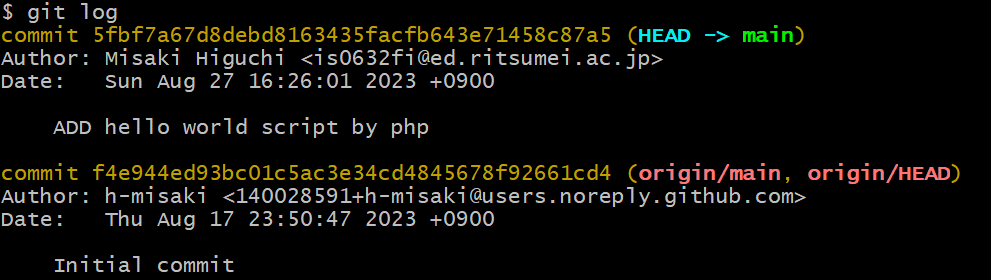 $ git log
commit 5fbf7a67d8debd8163435facfb643e71458c87a5 (HEAD -> main)
Author: Misaki Higuchi <is0632fi@ed.ritsumei.ac.jp>
Date:   Sun Aug 27 16:26:01 2023 +0900
    ADD hello world script by php
commit f4e944ed93bc01c5ac3e34cd4845678f92661cd4 (origin/main, origin/HEAD)
Author: h-misaki <140028591+h-misaki@users.noreply.github.com>
Date:   Thu Aug 17 23:50:47 2023 +0900
    Initial commit